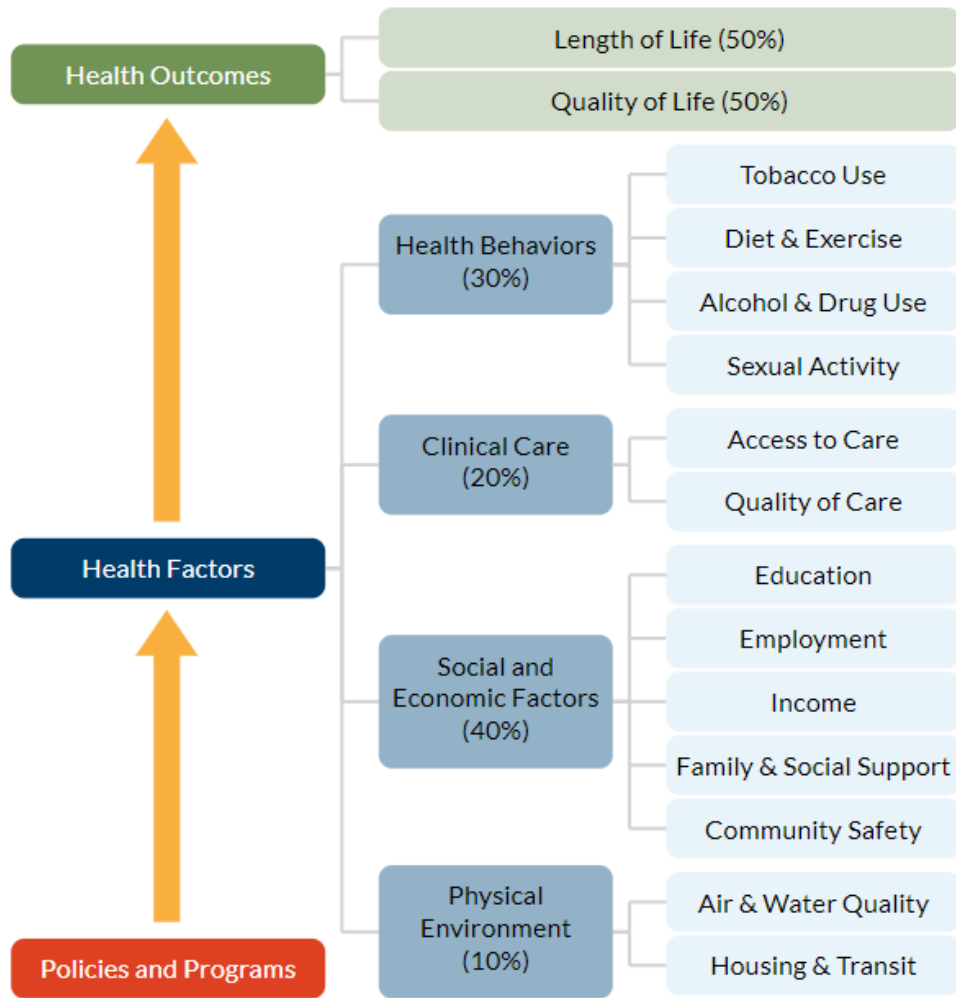 Health Outcomes
Length of Life (50%)
Quality of Life (50%)
Health Behaviors
(30%)
Tobacco Use
Diet & Exercise
Alcohol & Drug Use
Sexual Activity
Clinical Care
(20%)
Access to Care
Quality of Care
Health Factors
Social and
Economic Factors
(40%)
Education
Employment
Income
Family & Social Support
Community Safety
Physical
Environment
(10%)
Air & Water Quality
Housing & Transit
Policies and Programs